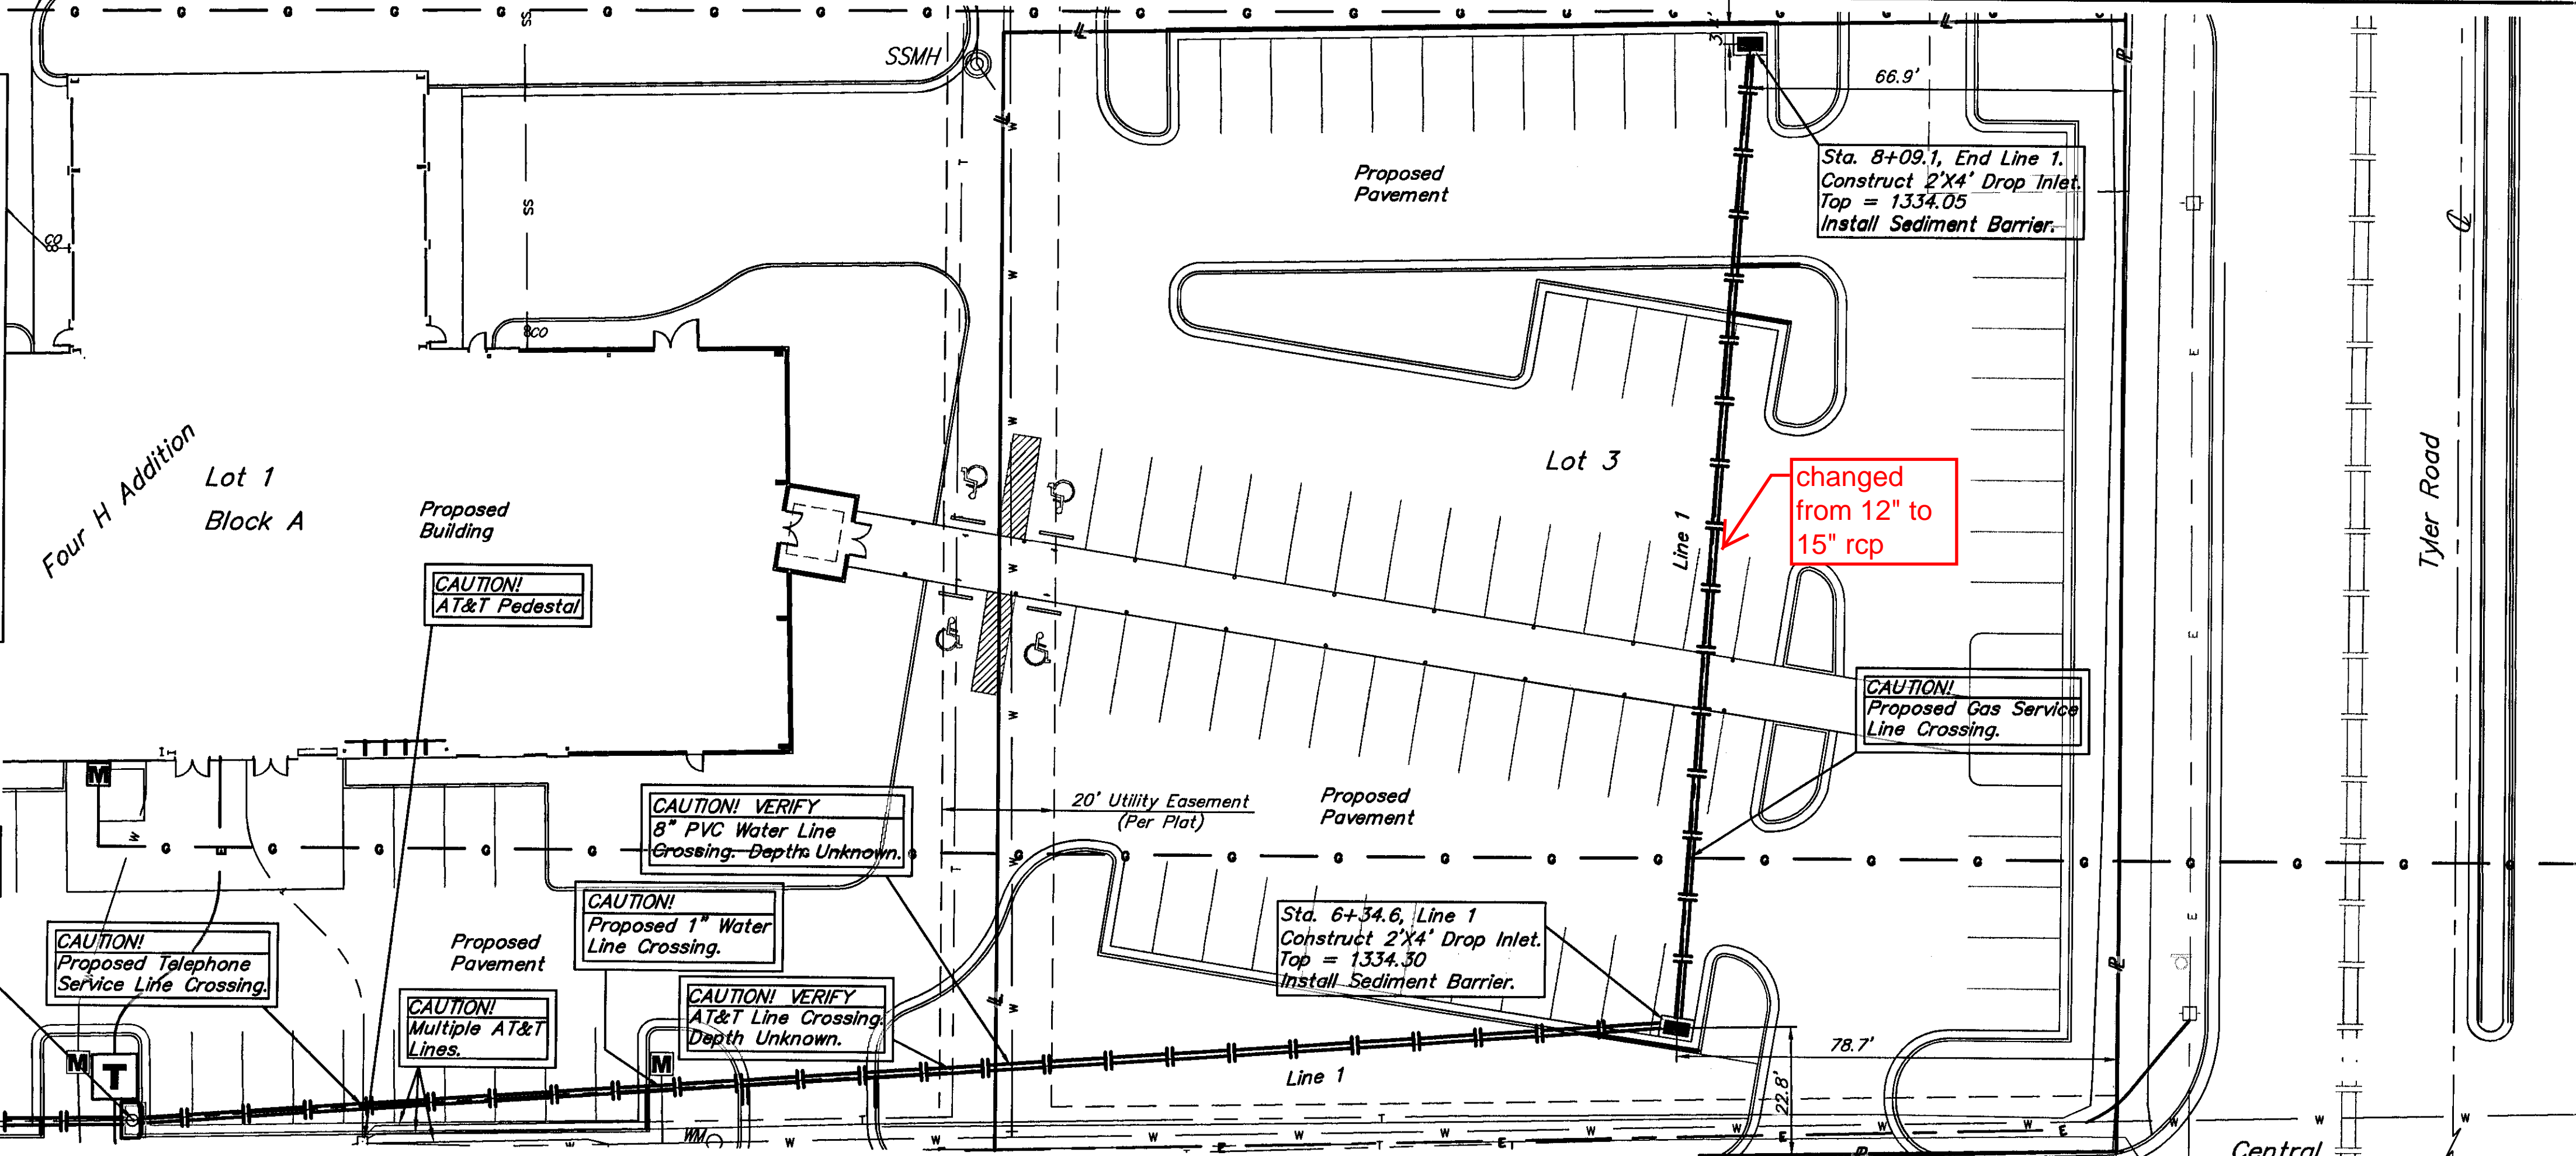 SSMH
66.9'
Sta. 8+09.1, End Line 1.
Construct 2'X4' Drop Inlet.
Top = 1334.05
Install Sediment Barrier.
Proposed
Pavement
SS
SS
CO
CO
Four H Addition
Lot 1
Block A
Proposed
Building
Lot 3
Line 1
changed
from 12" to
15" rcp
Tyler Road
CAUTION!
AT&T Pedestal
CAUTION!
Proposed Gas Service
Line Crossing.
CAUTION! VERIFY
8" PVC Water Line
Crossing. Depth Unknown.
20' Utility Easement
(Per Plat)
Proposed
Pavement
CAUTION!
Proposed 1" Water
Line Crossing.
Sta. 6+34.6, Line 1
Construct 2'X4' Drop Inlet.
Top = 1334.30
Install Sediment Barrier.
CAUTION!
Proposed Telephone
Service Line Crossing.
Proposed
Pavement
CAUTION!
Multiple AT&T
Lines.
CAUTION! VERIFY
AT&T Line Crossing.
Depth Unknown.
M
M
T
M
Line 1
78.7'
22.8'
WM
Central